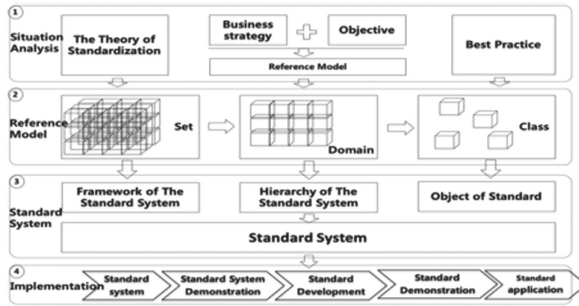 1
Situation Analysis
The Theory of
Standardization
Business
strategy
Objective
Reference Model
Best Practice
2
Reference
Model
Set
Domain
Class
3
Standard
System
Framework of The
Standard System
Hierarchy of The
Standard System
Object of Standard
Standard System
4
Implementation
Standard
system
Standard System
Demonstration
Standard
Development
Standard
Demonstration
Standard
application